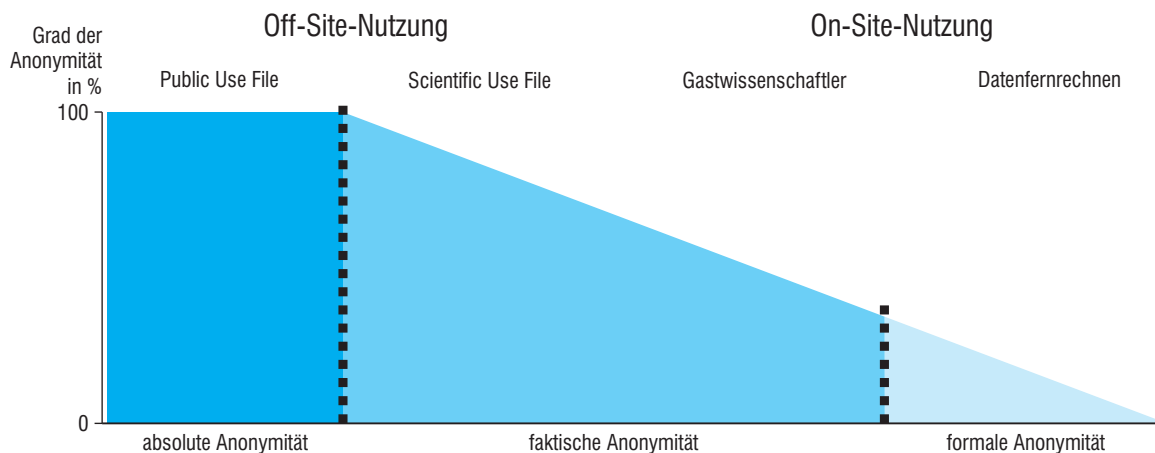 Off-Site-Nutzung
On-Site-Nutzung
Grad der
Anonymität
in %
Public Use File
Scientific Use File
Gastwissenschaftler
Datenfernrechnen
100
0
absolute Anonymität
faktische Anonymität
formale Anonymität